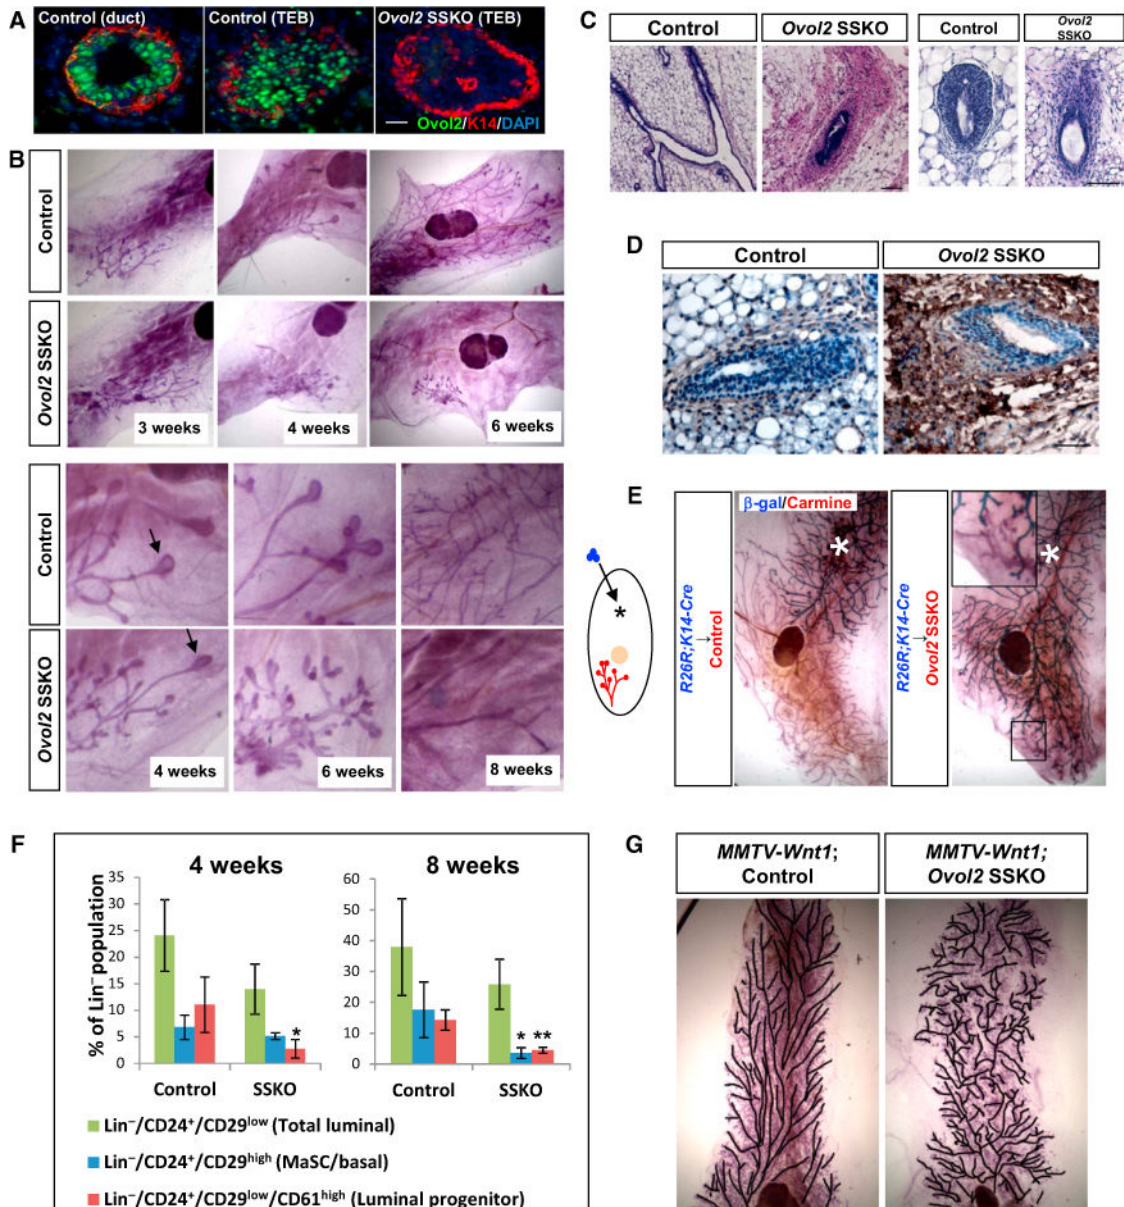 A
Control (duct)
Control (TEB)
Ovol2 SSKO (TEB)
Ovol2/K14/DAPI
B
Control
Ovol2 SSKO
3 weeks
4 weeks
6 weeks
Control
Ovol2 SSKO
4 weeks
6 weeks
8 weeks
C
Control
Ovol2 SSKO
Control
Ovol2
SSKO
D
Control
Ovol2 SSKO
E
*
R26R;K14-Cre
→
Control
β-gal/Carmine
*
R26R;K14-Cre
→
Ovol2 SSKO
*
F
4 weeks
8 weeks
% of Lin⁻ population
35
30
25
20
15
10
5
0
*
Control
SSKO
60
50
40
30
20
10
0
* **
Control
SSKO
Lin⁻/CD24⁺/CD29ˡᵒʷ (Total luminal)
Lin⁻/CD24⁺/CD29ʰⁱᵍʰ (MaSC/basal)
Lin⁻/CD24⁺/CD29ˡᵒʷ/CD61ʰⁱᵍʰ (Luminal progenitor)
G
MMTV-Wnt1;
Control
MMTV-Wnt1;
Ovol2 SSKO